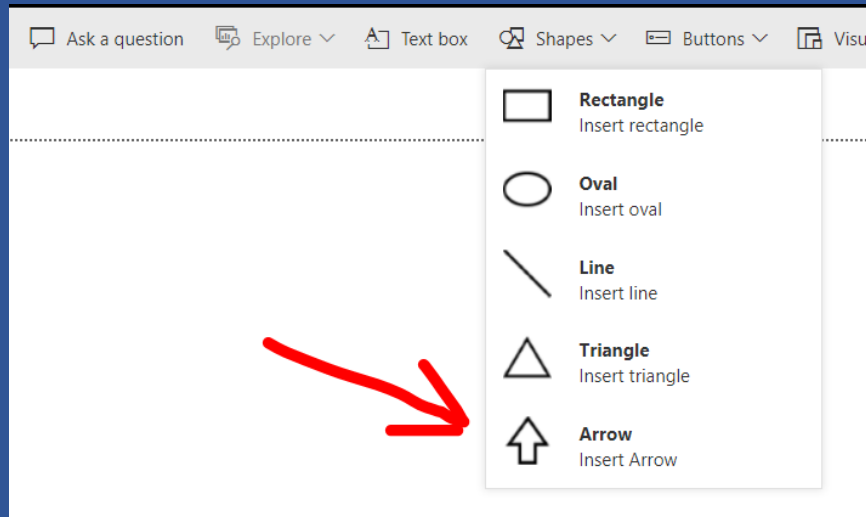 Ask a question Explore Text box Shapes Buttons Visu
Rectangle
Insert rectangle
Oval
Insert oval
Line
Insert line
Triangle
Insert triangle
Arrow
Insert Arrow